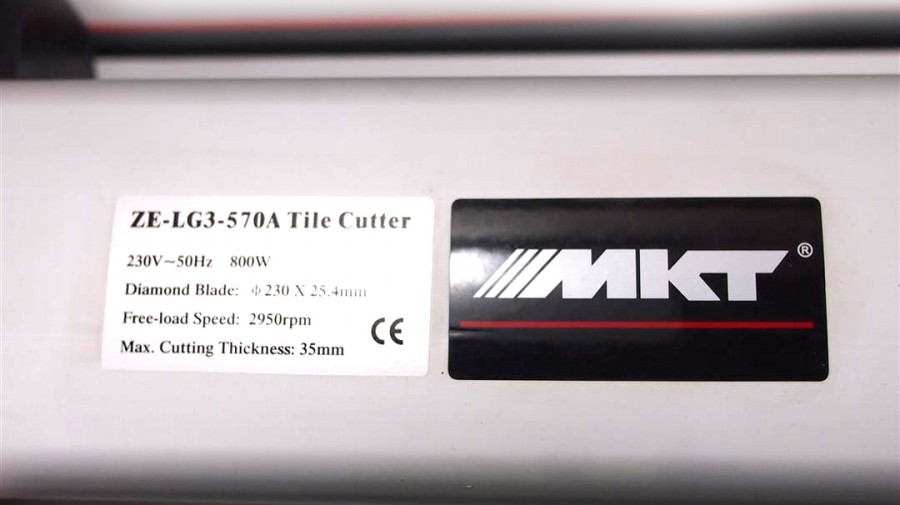 ZE-LG3-570A Tile Cutter
230V~50Hz 800W
Diamond Blade: Φ230 X 25.4mm
Free-load Speed: 2950rpm
Max. Cutting Thickness: 35mm
CE
MKT®